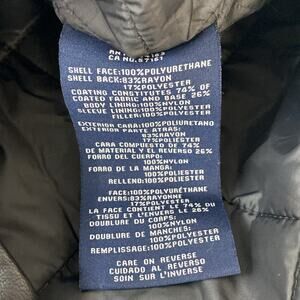 CA NO.57161
SHELL FACE:100%POLYURETHANE
SHELL BACK:83%RAYON
17%POLYESTER
COATING CONSTITUTES 74% OF
COATED FABRIC AND BASE 26%
BODY LINING:100%NYLON
SLEEVE LINING:100%POLYESTER
FILLER:100%POLYESTER
EXTERIOR CARA:100%POLIURETANO
EXTERIOR PARTE ATRAS:
83%RAYON
17%POLIESTER
CARA COMPUESTO DE 74%
DE MATERIAL Y EL REVERSO 26%
FORRO DEL CUERPO:
100%NYLON
FORRO DE LA MANGA:
100%POLIESTER
RELLENO:100%POLIESTER
FACE:100%POLYURÉTHANE
ENVERS:83%RAYONNE
17%POLYESTER
LA FACE CONTIENT LE 74% DU
TISSU ET L'ENVERS LE 26%
DOUBLURE DU CORPS:
100%NYLON
DOUBLURE DE MANCHES:
100%POLYESTER
REMPLISSAGE:100%POLYESTER
CARE ON REVERSE
CUIDADO AL REVERSO
SOIN SUR L'INVERSE